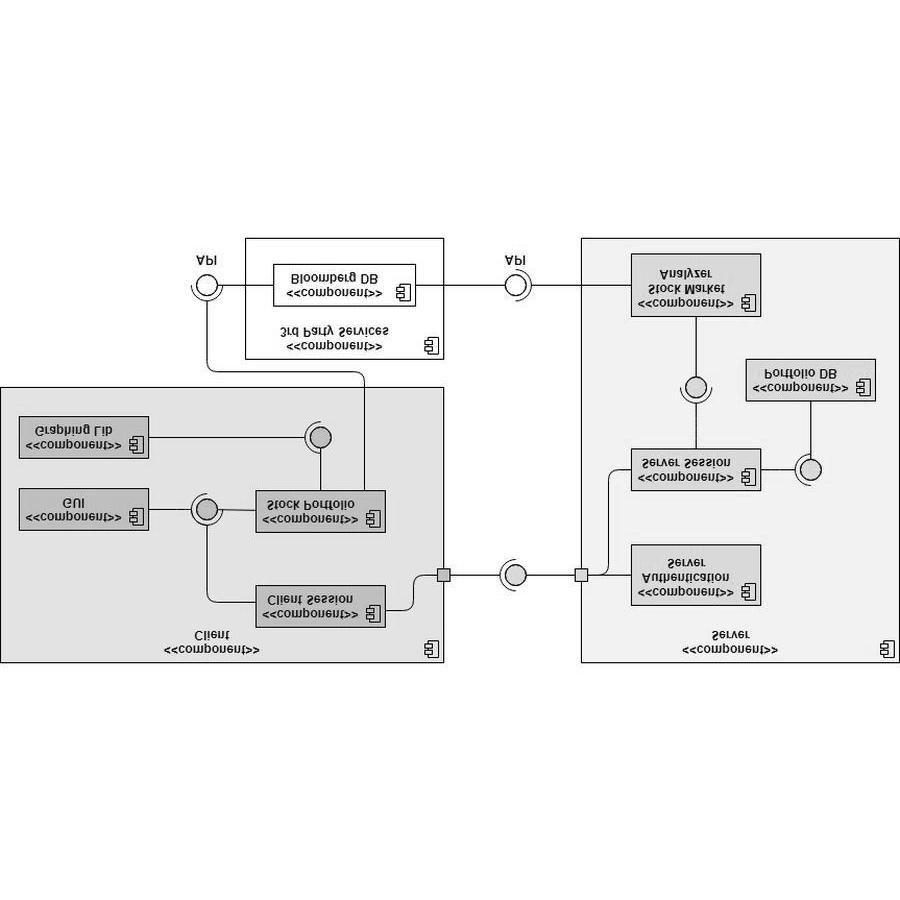 <<component>>
Client
<<component>>
Server
<<component>>
Client Session
<<component>>
Authentication
Server
<<component>>
GUI
<<component>>
Stock Portfolio
<<component>>
Graphing Lib
<<component>>
Server Session
<<component>>
Portfolio DB
<<component>>
3rd Party Services
<<component>>
Bloomberg DB
<<component>>
Stock Market
Analyzer
API
API